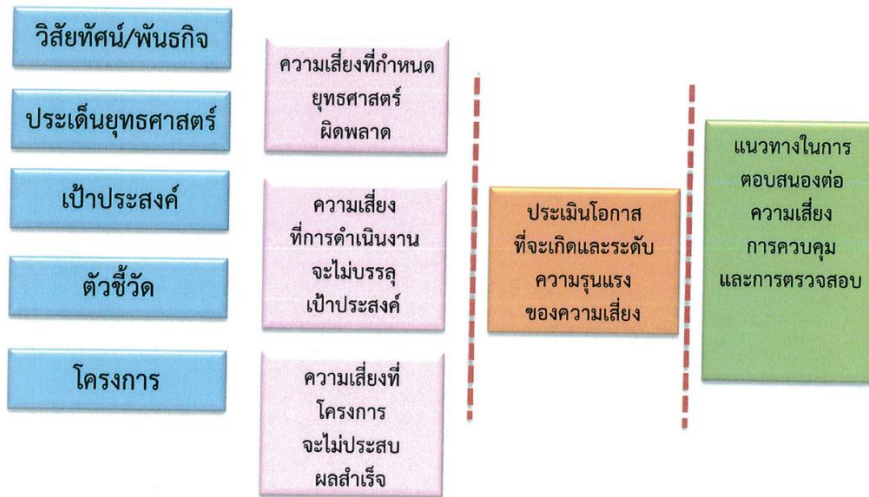 วิสัยทัศน์/พันธกิจ
ประเด็นยุทธศาสตร์
เป้าประสงค์
ตัวชี้วัด
โครงการ
ความเสี่ยงที่กำหนด
ยุทธศาสตร์
ผิดพลาด
ความเสี่ยง
ที่การดำเนินงาน
จะไม่บรรลุ
เป้าประสงค์
ความเสี่ยงที่
โครงการ
จะไม่ประสบ
ผลสำเร็จ
ประเมินโอกาส
ที่จะเกิดและระดับ
ความรุนแรง
ของความเสี่ยง
แนวทางในการ
ตอบสนองต่อ
ความเสี่ยง
การควบคุม
และการตรวจสอบ